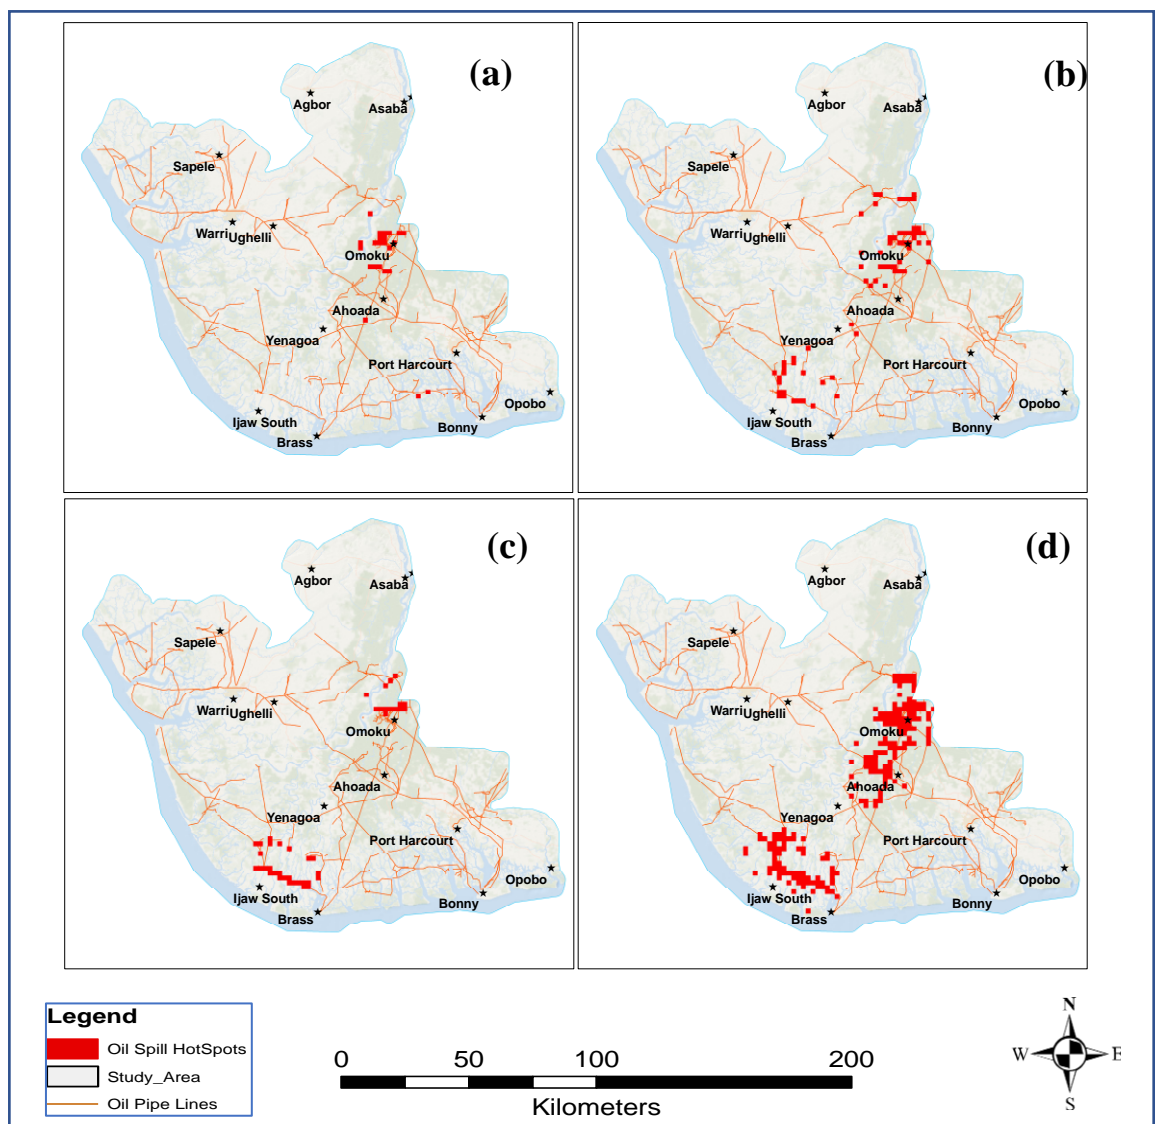 (a)
Agbor
Asaba
Sapele
Warri
Ughelli
Omoku
Ahoada
Yenagoa
Port Harcourt
Opobo
Ijaw South
Bonny
Brass
(b)
Agbor
Asaba
Sapele
Warri
Ughelli
Omoku
Ahoada
Yenagoa
Port Harcourt
Opobo
Ijaw South
Bonny
Brass
(c)
Agbor
Asaba
Sapele
Warri
Ughelli
Omoku
Ahoada
Yenagoa
Port Harcourt
Opobo
Ijaw South
Bonny
Brass
(d)
Agbor
Asaba
Sapele
Warri
Ughelli
Omoku
Ahoada
Yenagoa
Port Harcourt
Opobo
Ijaw South
Bonny
Brass
Legend
Oil Spill HotSpots
Study_Area
Oil Pipe Lines
0 50 100 200
Kilometers
N
W E
S